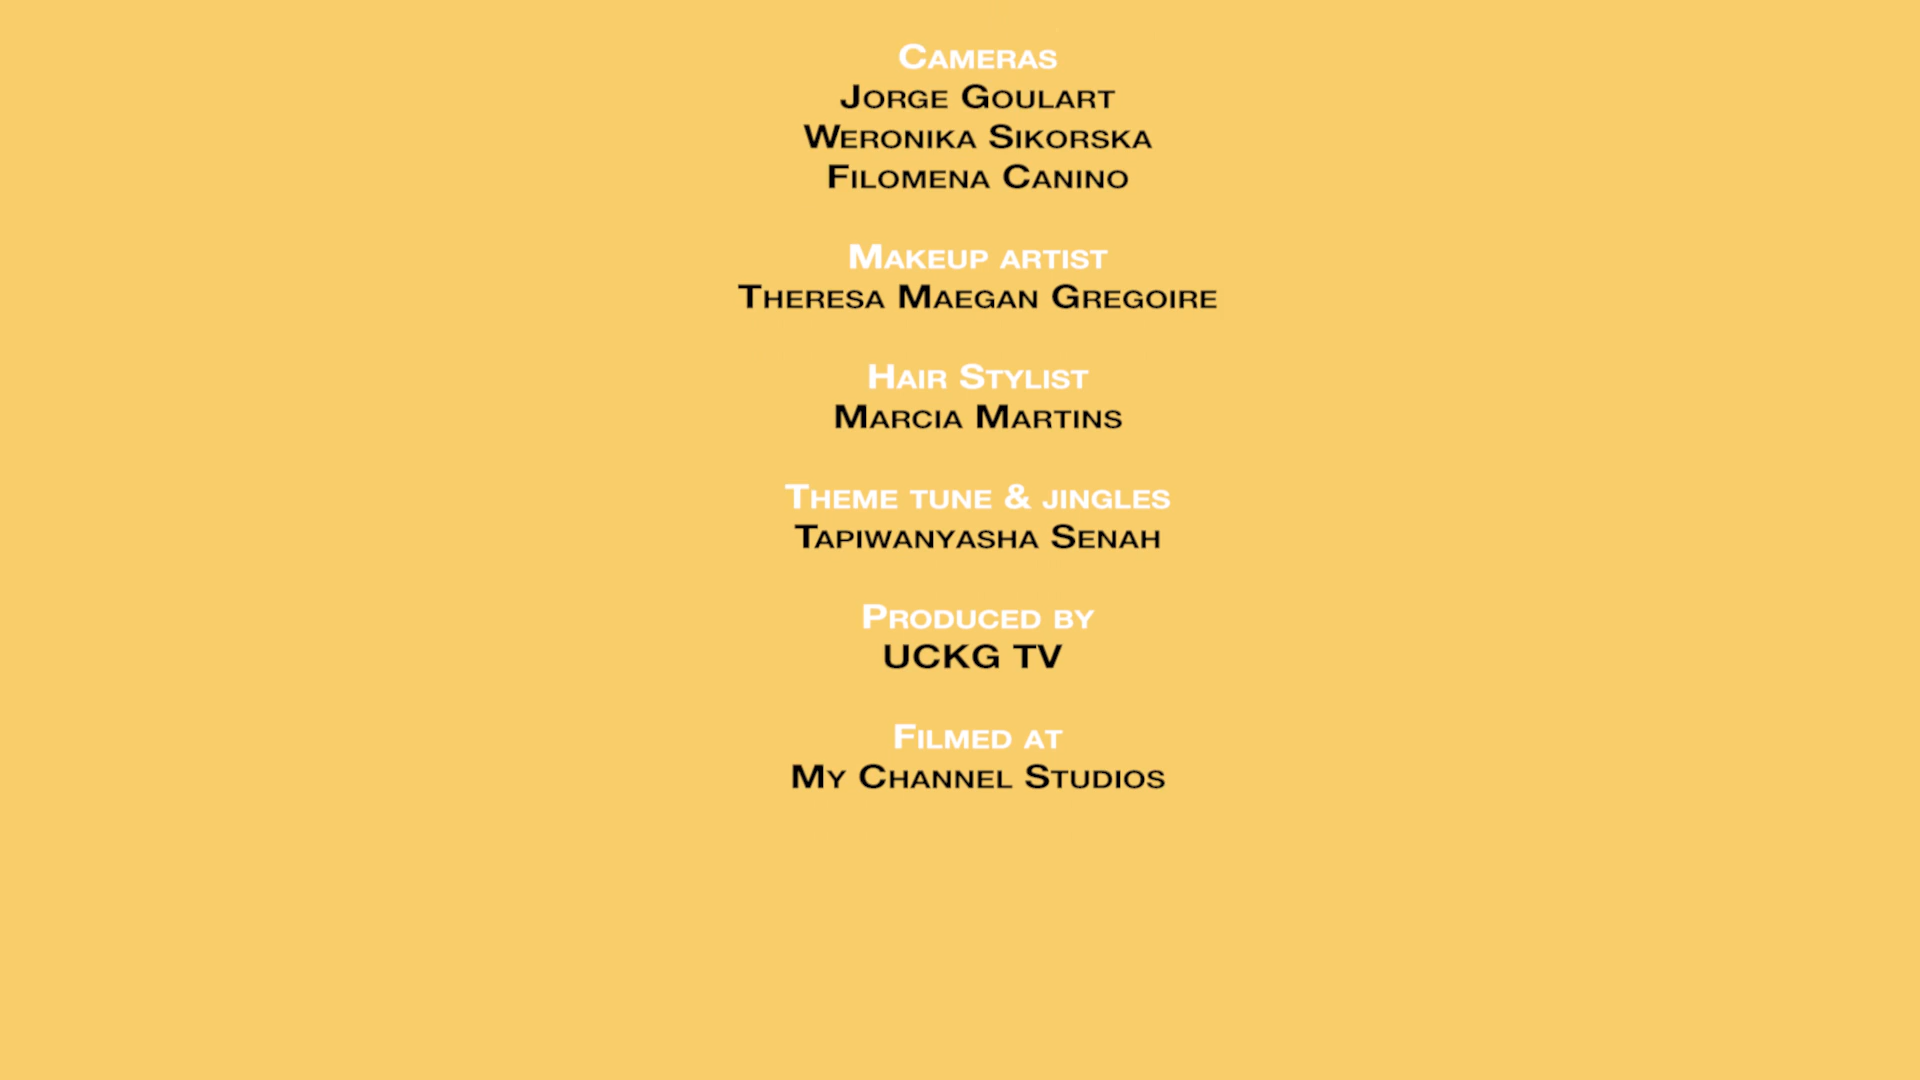 Cameras
Jorge Goulart
Weronika Sikorska
Filomena Canino
Makeup artist
Theresa Maegan Gregoire
Hair Stylist
Marcia Martins
Theme tune & jingles
Tapiwanyasha Senah
Produced by
UCKG TV
Filmed at
My Channel Studios